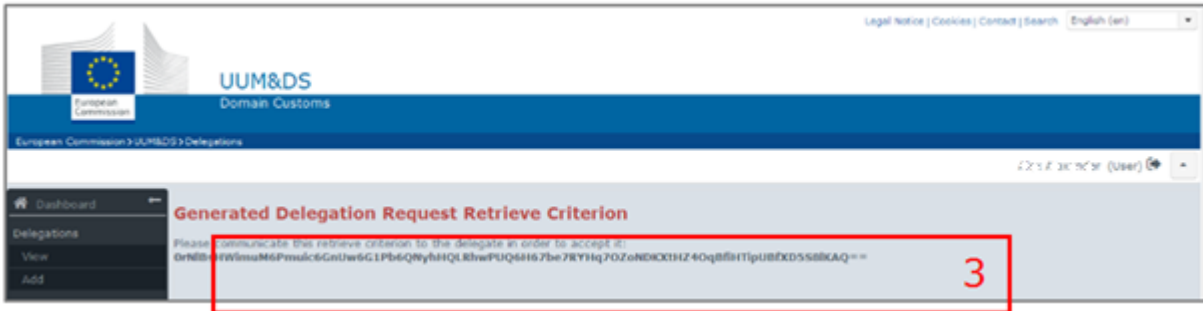 Legal Notice | Cookies | Contact | Search English (en)
UUM&DS
European Commission
Domain Customs
European Commission > UUM&DS > Delegations
(User)
Dashboard
Generated Delegation Request Retrieve Criterion
Delegations
Please communicate this retrieve criterion to the delegate in order to accept it:
View
Add
3